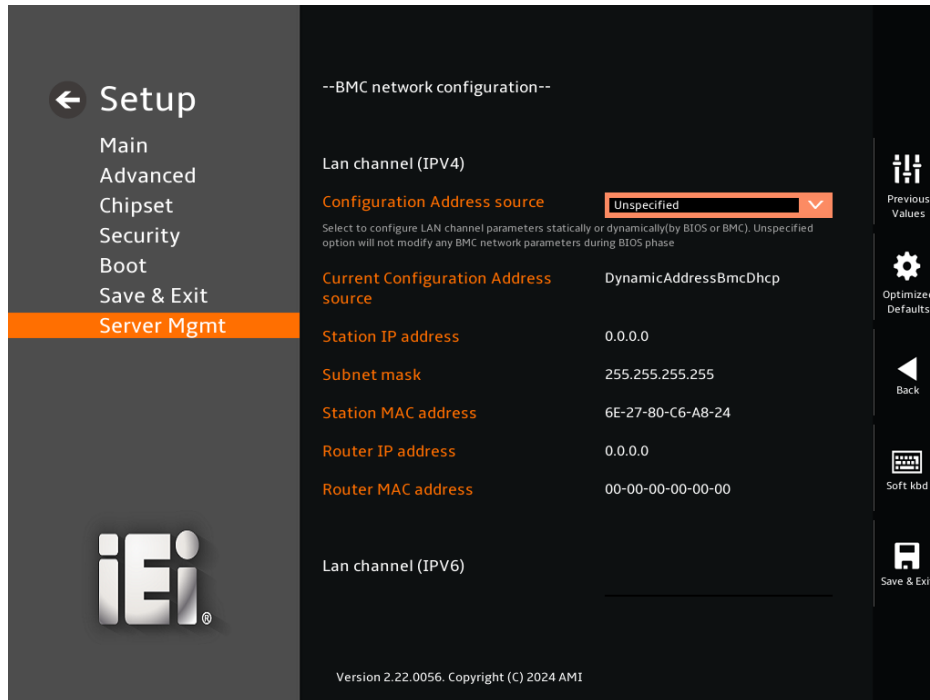 Setup
Main
Advanced
Chipset
Security
Boot
Save & Exit
Server Mgmt
iEi®
--BMC network configuration--
Lan channel (IPV4)
Configuration Address source Unspecified
Select to configure LAN channel parameters statically or dynamically(by BIOS or BMC). Unspecified
option will not modify any BMC network parameters during BIOS phase
Current Configuration Address DynamicAddressBmcDhcp
source
Station IP address 0.0.0.0
Subnet mask 255.255.255.255
Station MAC address 6E-27-80-C6-A8-24
Router IP address 0.0.0.0
Router MAC address 00-00-00-00-00-00
Lan channel (IPV6)
Version 2.22.0056. Copyright (C) 2024 AMI
Previous
Values
Optimized
Defaults
Back
Soft kbd
Save & Exi